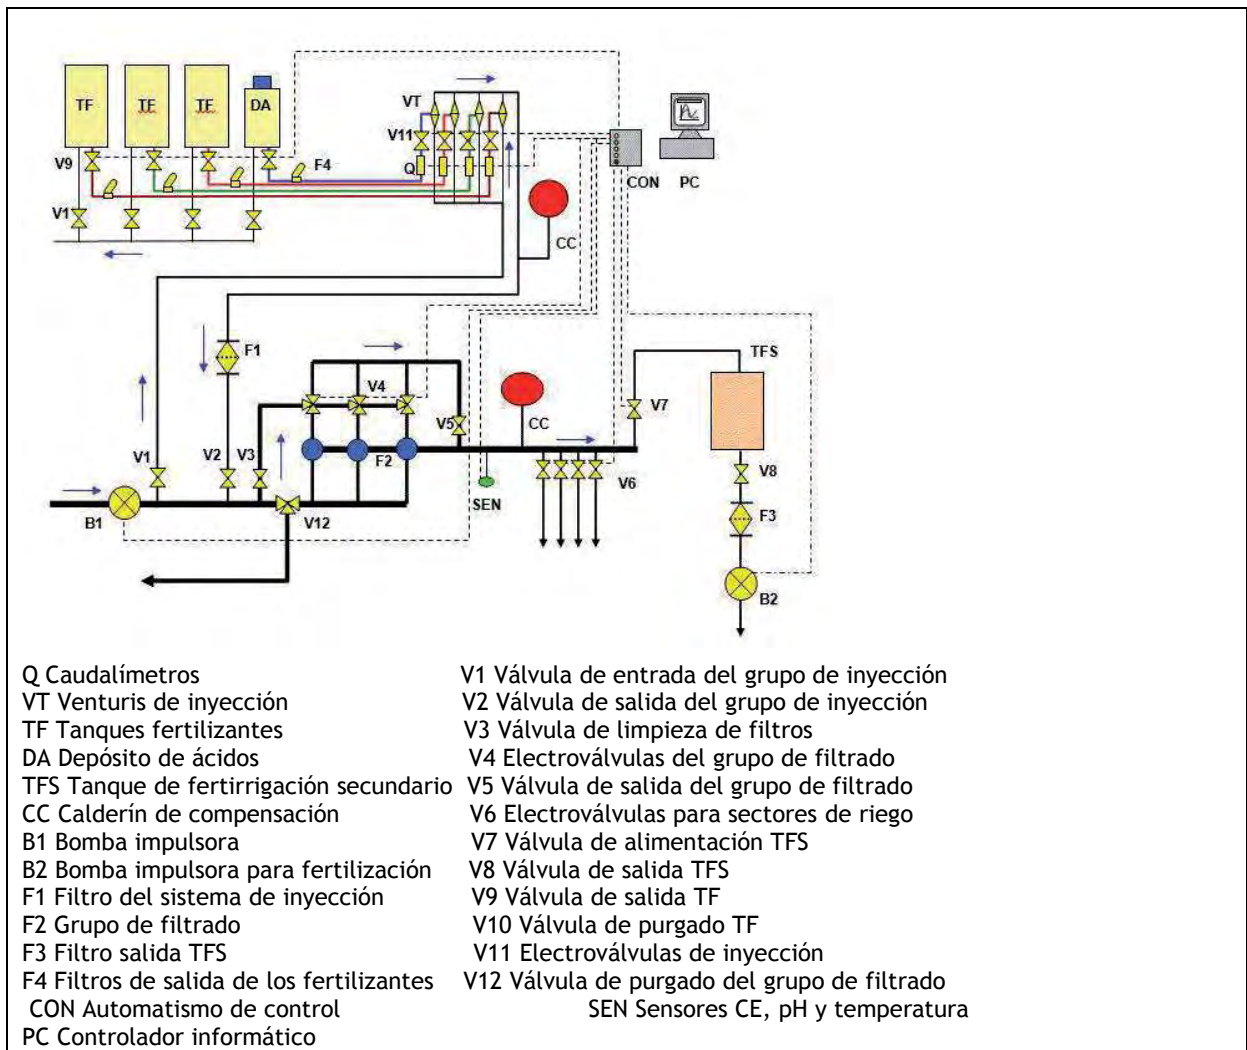 TF
TF
TF
DA
VT
V11
Q
V9
F4
V1
CON
PC
CC
F1
TFS
V4
V5
CC
V7
V1
V2
V3
F2
V6
V8
SEN
F3
B1
V12
B2
Q Caudalímetros V1 Válvula de entrada del grupo de inyección
VT Venturis de inyección V2 Válvula de salida del grupo de inyección
TF Tanques fertilizantes V3 Válvula de limpieza de filtros
DA Depósito de ácidos V4 Electroválvulas del grupo de filtrado
TFS Tanque de fertirrigación secundario V5 Válvula de salida del grupo de filtrado
CC Calderín de compensación V6 Electroválvulas para sectores de riego
B1 Bomba impulsora V7 Válvula de alimentación TFS
B2 Bomba impulsora para fertilización V8 Válvula de salida TFS
F1 Filtro del sistema de inyección V9 Válvula de salida TF
F2 Grupo de filtrado V10 Válvula de purgado TF
F3 Filtro salida TFS V11 Electroválvulas de inyección
F4 Filtros de salida de los fertilizantes V12 Válvula de purgado del grupo de filtrado
CON Automatismo de control SEN Sensores CE, pH y temperatura
PC Controlador informático